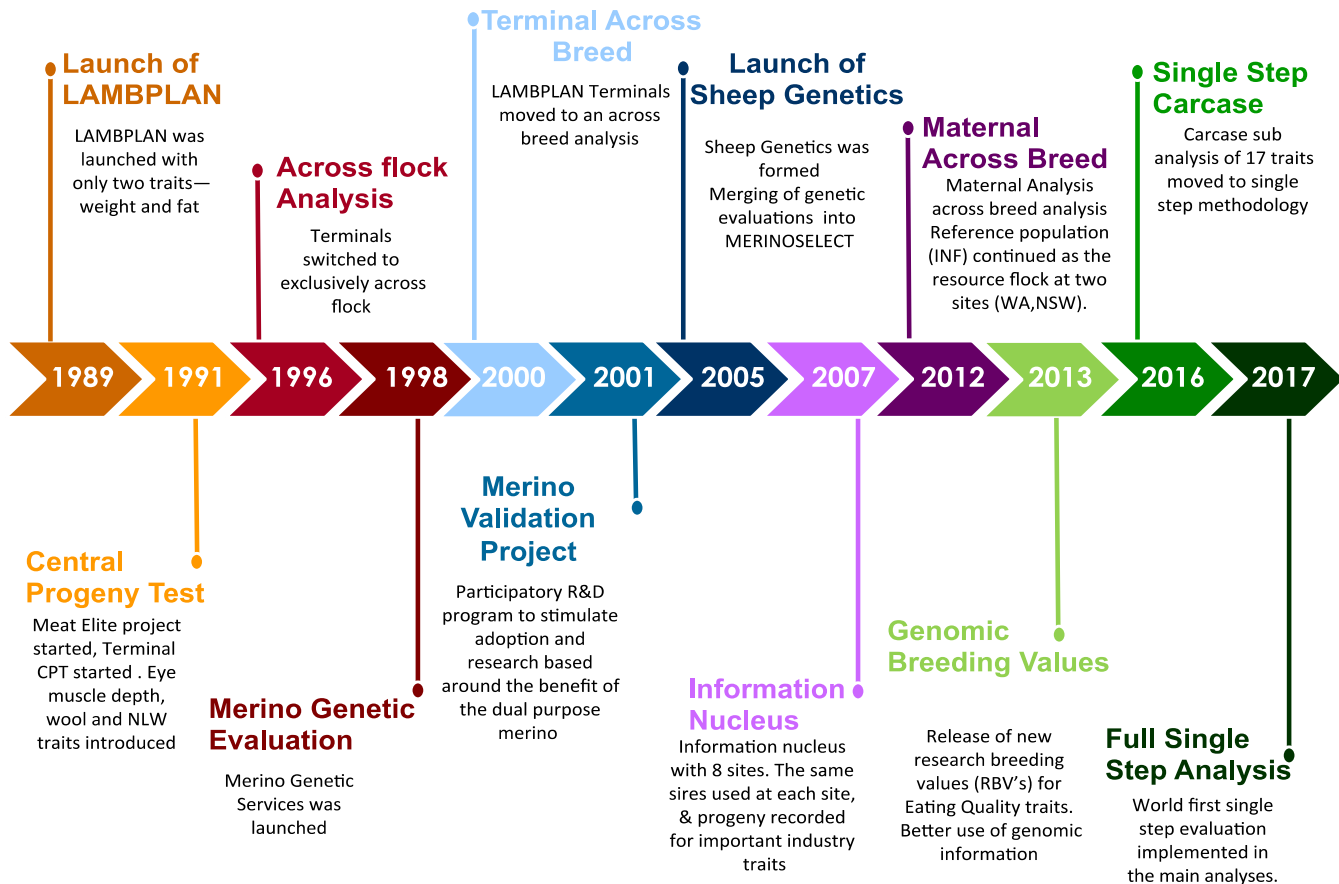 Launch of
LAMBPLAN
LAMBPLAN was
launched with
only two traits—
weight and fat
Across flock
Analysis
Terminals
switched to
exclusively across
flock
Terminal Across
Breed
LAMBPLAN Terminals
moved to an across
breed analysis
Launch of
Sheep Genetics
Sheep Genetics was
formed
Merging of genetic
evaluations into
MERINOSELECT
Maternal
Across Breed
Maternal Analysis
across breed analysis
Reference population
(INF) continued as the
resource flock at two
sites (WA,NSW).
Single Step
Carcase
Carcase sub
analysis of 17 traits
moved to single
step methodology
1989
1991
1996
1998
2000
2001
2005
2007
2012
2013
2016
2017
Central
Progeny Test
Meat Elite project
started, Terminal
CPT started . Eye
muscle depth,
wool and NLW
traits introduced
Merino Genetic
Evaluation
Merino Genetic
Services was
launched
Merino
Validation
Project
Participatory R&D
program to stimulate
adoption and
research based
around the benefit of
the dual purpose
merino
Information
Nucleus
Information nucleus
with 8 sites. The same
sires used at each site,
& progeny recorded
for important industry
traits
Genomic
Breeding Values
Release of new
research breeding
values (RBV's) for
Eating Quality traits.
Better use of genomic
information
Full Single
Step Analysis
World first single
step evaluation
implemented in
the main analyses.